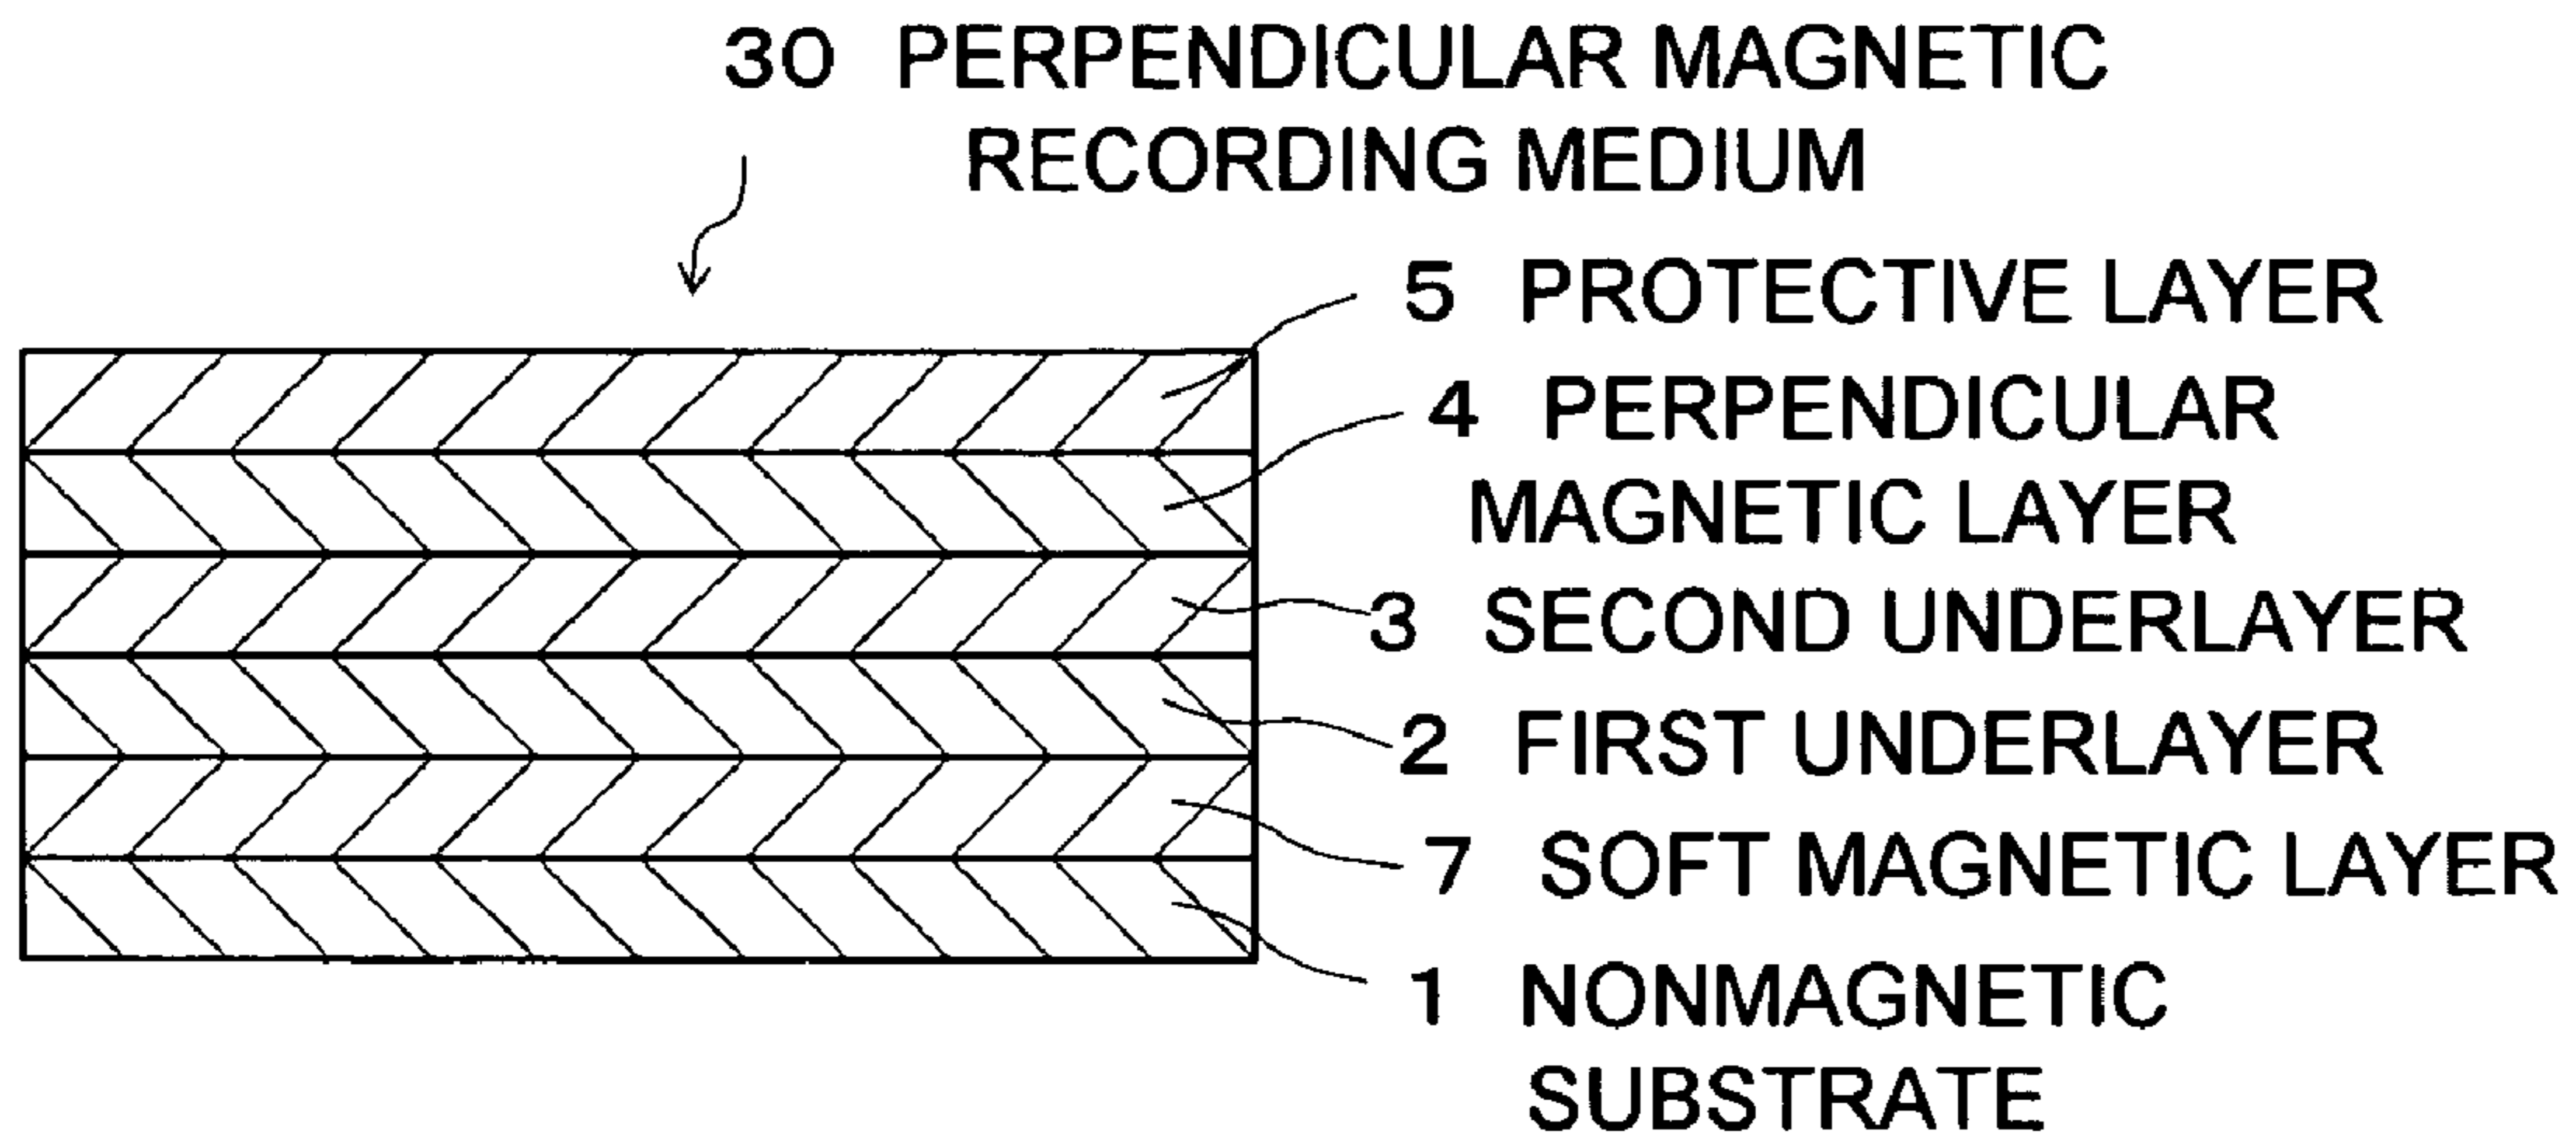 30 PERPENDICULAR MAGNETIC
RECORDING MEDIUM
5 PROTECTIVE LAYER
4 PERPENDICULAR
MAGNETIC LAYER
3 SECOND UNDERLAYER
2 FIRST UNDERLAYER
7 SOFT MAGNETIC LAYER
1 NONMAGNETIC
SUBSTRATE